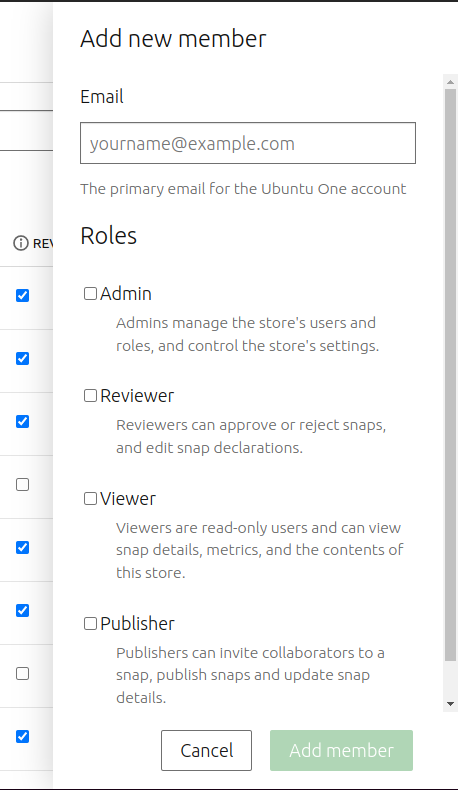 Add new member
Email
yourname@example.com
The primary email for the Ubuntu One account
Roles
REV
Admin
Admins manage the store's users and
roles, and control the store's settings.
Reviewer
Reviewers can approve or reject snaps,
and edit snap declarations.
Viewer
Viewers are read-only users and can view
snap details, metrics, and the contents of
this store.
Publisher
Publishers can invite collaborators to a
snap, publish snaps and update snap
details.
Cancel
Add member